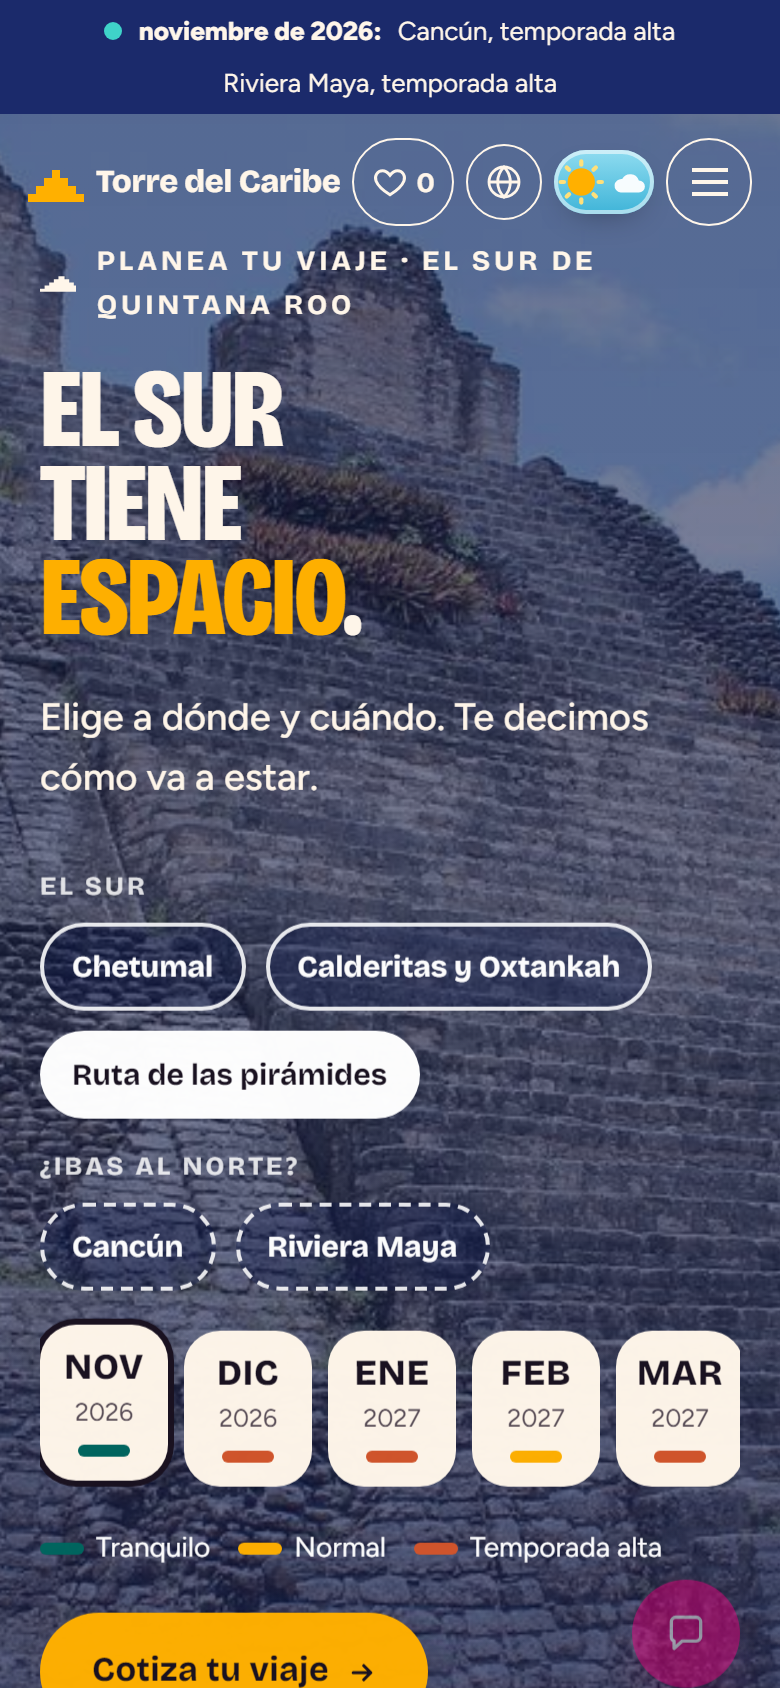 noviembre de 2026: Cancún, temporada alta
Riviera Maya, temporada alta
Torre del Caribe 0
PLANEA TU VIAJE · EL SUR DE
QUINTANA ROO
EL SUR
TIENE
ESPACIO.
Elige a dónde y cuándo. Te decimos
cómo va a estar.
EL SUR
Chetumal Calderitas y Oxtankah
Ruta de las pirámides
¿IBAS AL NORTE?
Cancún Riviera Maya
NOV DIC ENE FEB MAR
2026 2026 2027 2027 2027
Tranquilo Normal Temporada alta
Cotiza tu viaje →